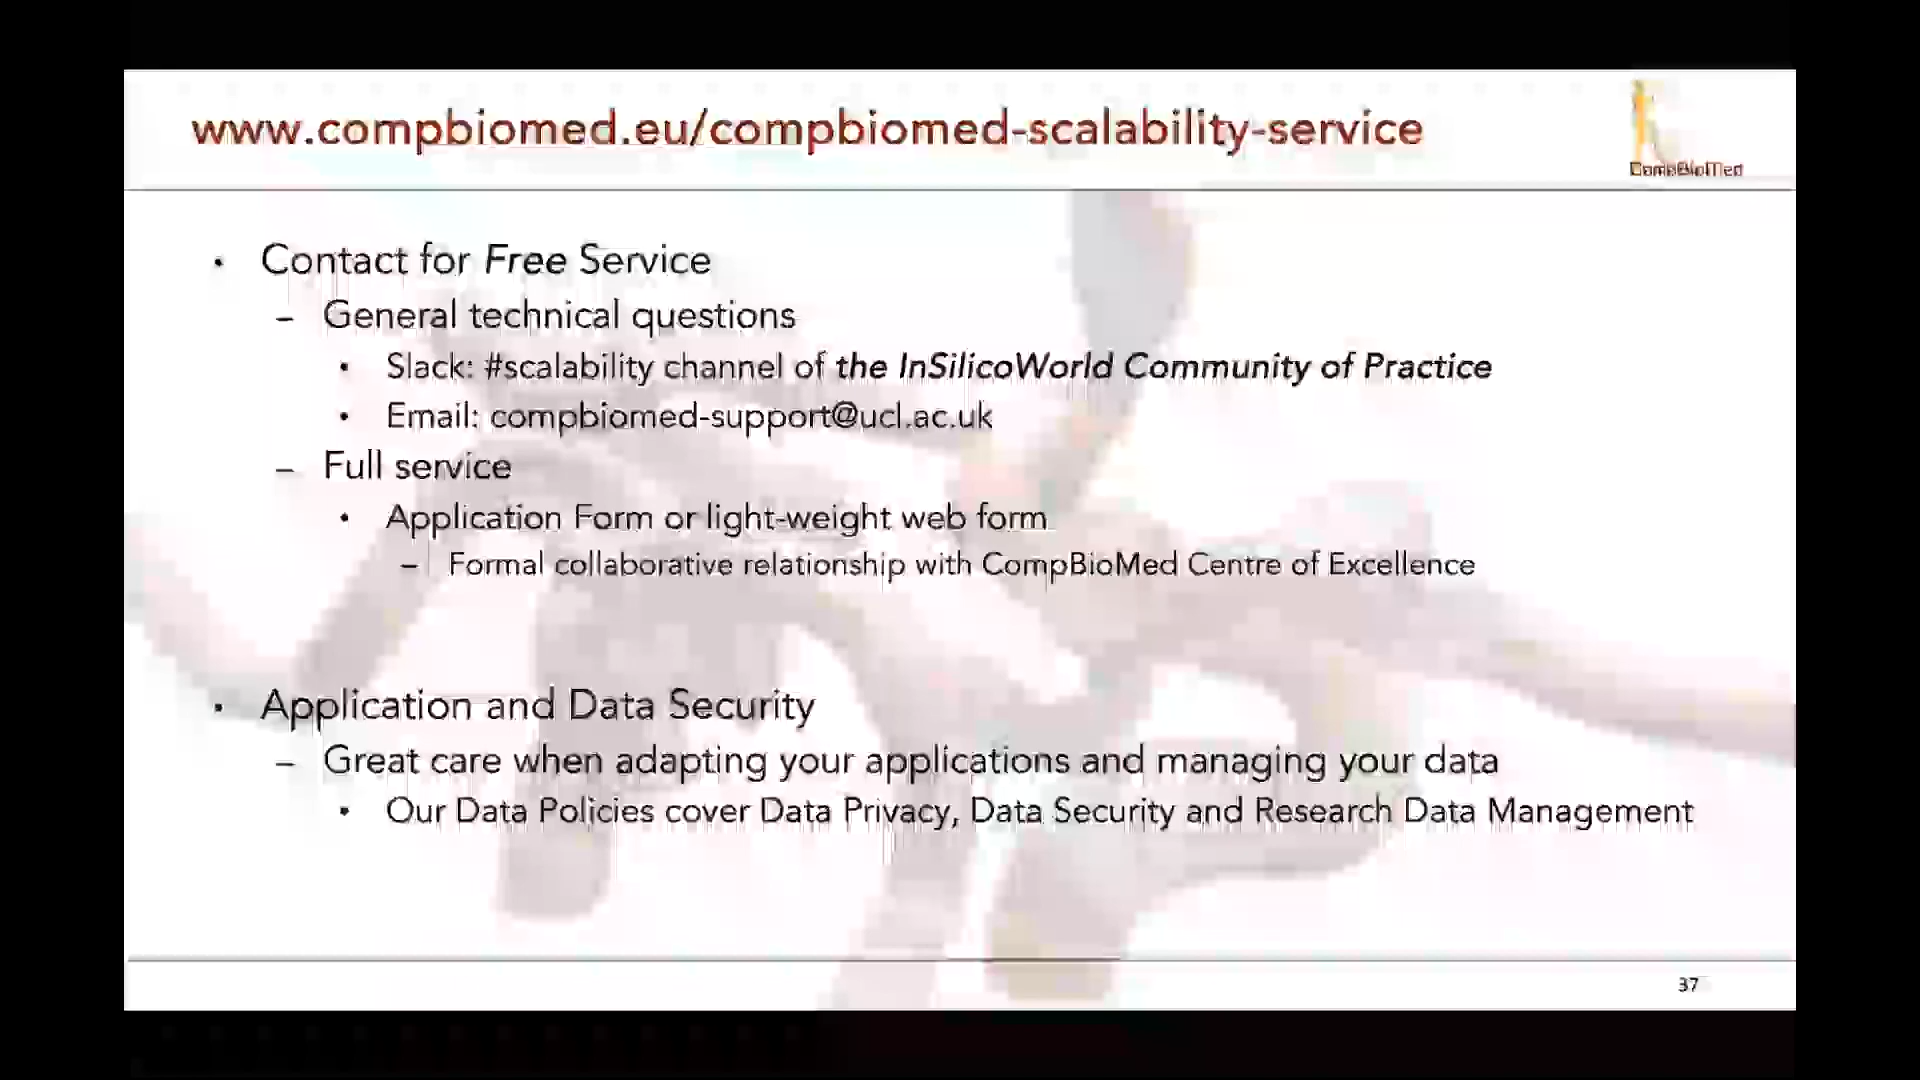 www.compbiomed.eu/compbiomed-scalability-service
CompBioMed
• Contact for Free Service
– General technical questions
• Slack: #scalability channel of the InSilicoWorld Community of Practice
• Email: compbiomed-support@ucl.ac.uk
– Full service
• Application Form or light-weight web form
– Formal collaborative relationship with CompBioMed Centre of Excellence
• Application and Data Security
– Great care when adapting your applications and managing your data
• Our Data Policies cover Data Privacy, Data Security and Research Data Management
37